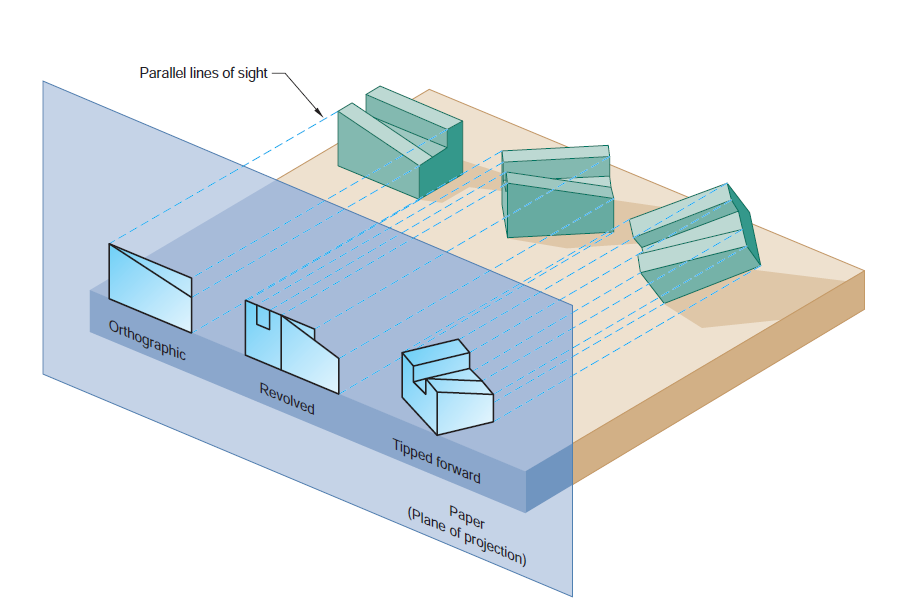 Parallel lines of sight
Orthographic
Revolved
Tipped forward
Paper
(Plane of projection)